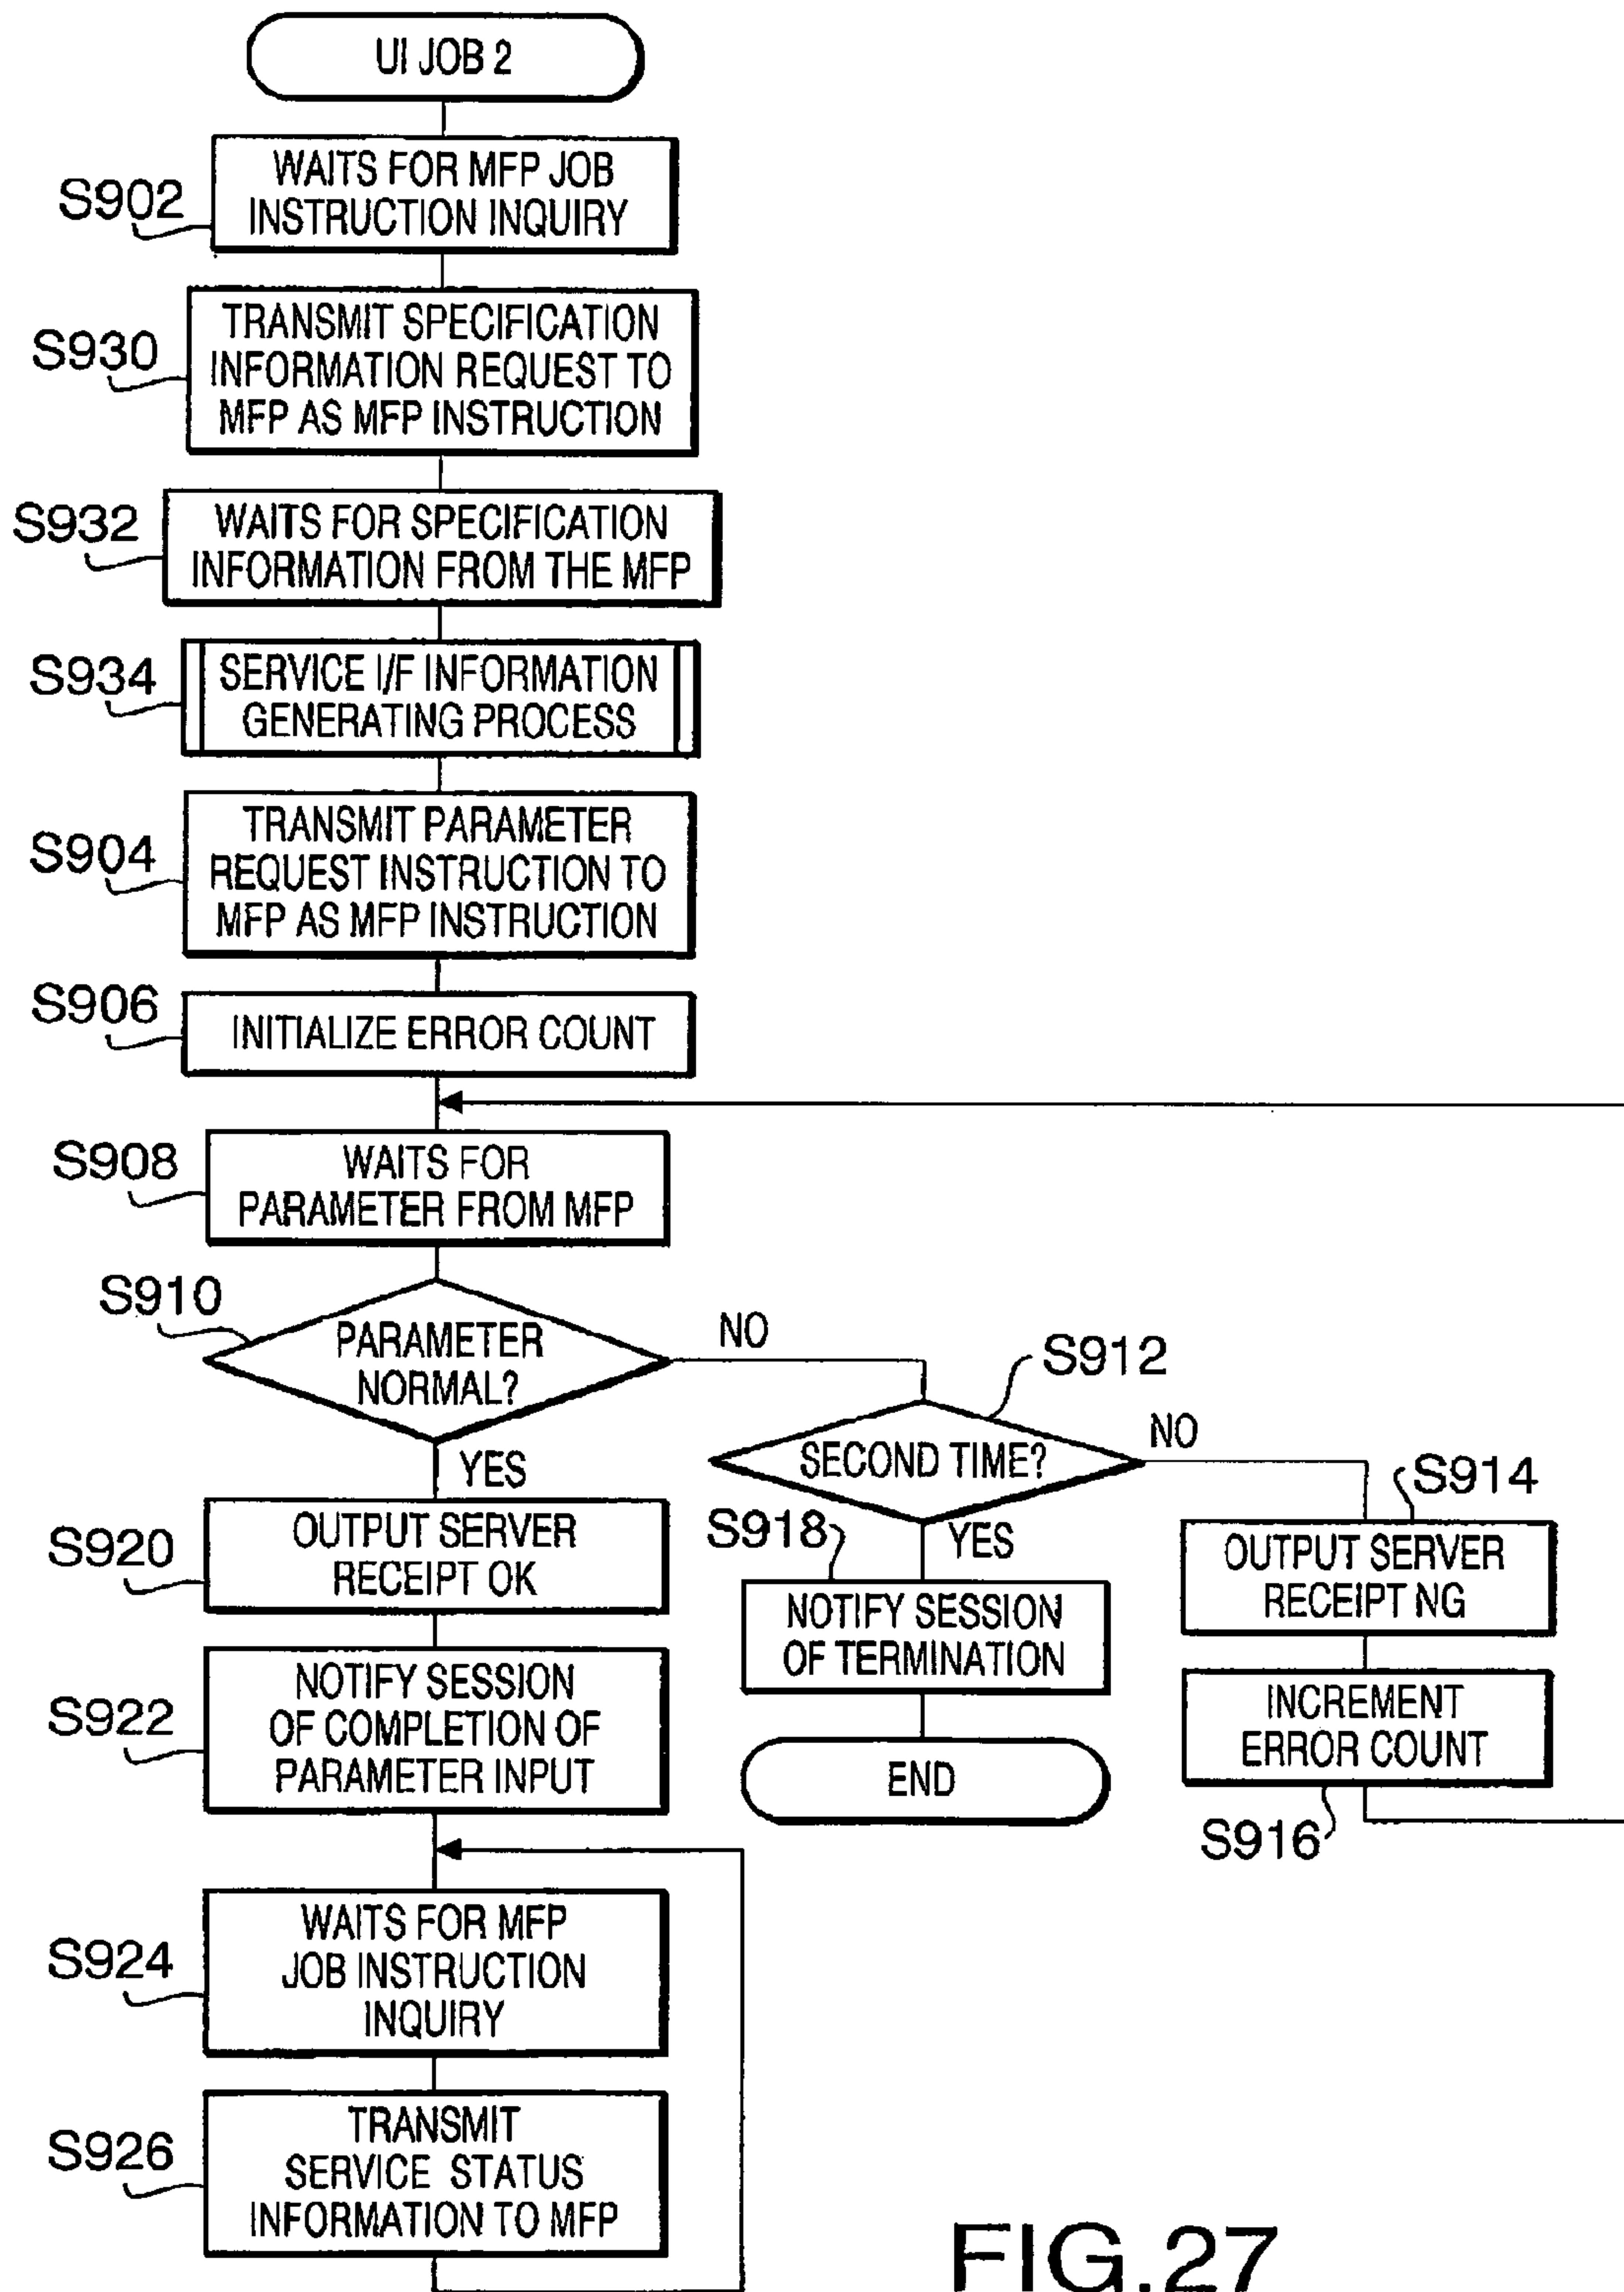 UI JOB 2
S902
WAITS FOR MFP JOB
INSTRUCTION INQUIRY
S930
TRANSMIT SPECIFICATION
INFORMATION REQUEST TO
MFP AS MFP INSTRUCTION
S932
WAITS FOR SPECIFICATION
INFORMATION FROM THE MFP
S934
SERVICE I/F INFORMATION
GENERATING PROCESS
S904
TRANSMIT PARAMETER
REQUEST INSTRUCTION TO
MFP AS MFP INSTRUCTION
S906
INITIALIZE ERROR COUNT
S908
WAITS FOR
PARAMETER FROM MFP
S910
PARAMETER
NORMAL?
NO
YES
S912
SECOND TIME?
NO
YES
S914
OUTPUT SERVER
RECEIPT NG
INCREMENT
ERROR COUNT
S916
S918
NOTIFY SESSION
OF TERMINATION
END
S920
OUTPUT SERVER
RECEIPT OK
S922
NOTIFY SESSION
OF COMPLETION OF
PARAMETER INPUT
S924
WAITS FOR MFP
JOB INSTRUCTION
INQUIRY
S926
TRANSMIT
SERVICE STATUS
INFORMATION TO MFP
FIG.27